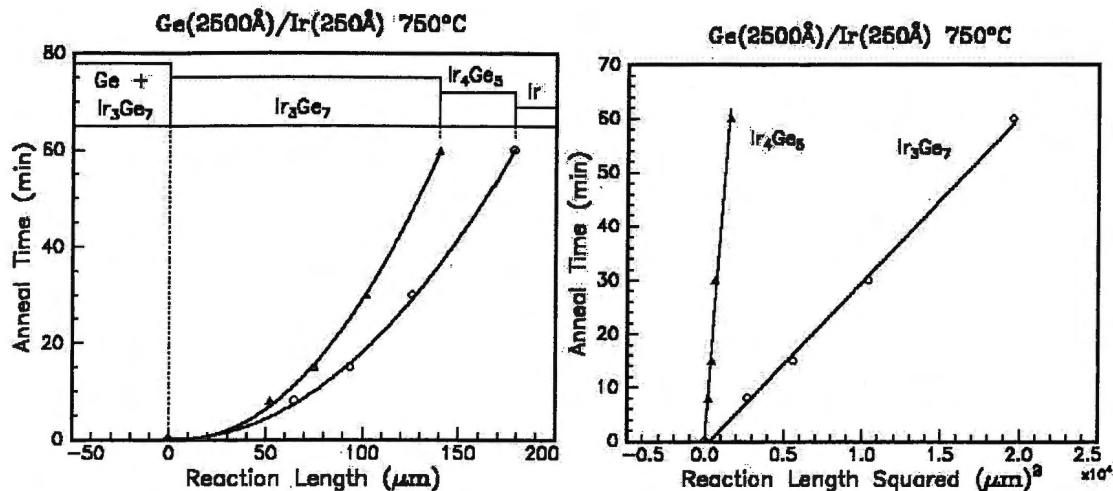 Ge(2500Å)/Ir(250Å) 750°C
80
60
40
20
0
Anneal Time (min)
Ge +
Ir₃Ge₇
Ir₃Ge₇
Ir₄Ge₅
Ir
−50
0
50
100
150
200
Reaction Length (μm)
Ge(2500Å)/Ir(250Å) 750°C
70
60
50
40
30
20
10
0
Anneal Time (min)
Ir₄Ge₅
Ir₃Ge₇
−5.0
0.0
5.0
1.0
1.5
2.0
2.5
×10⁴
Reaction Length Squared (μm)²